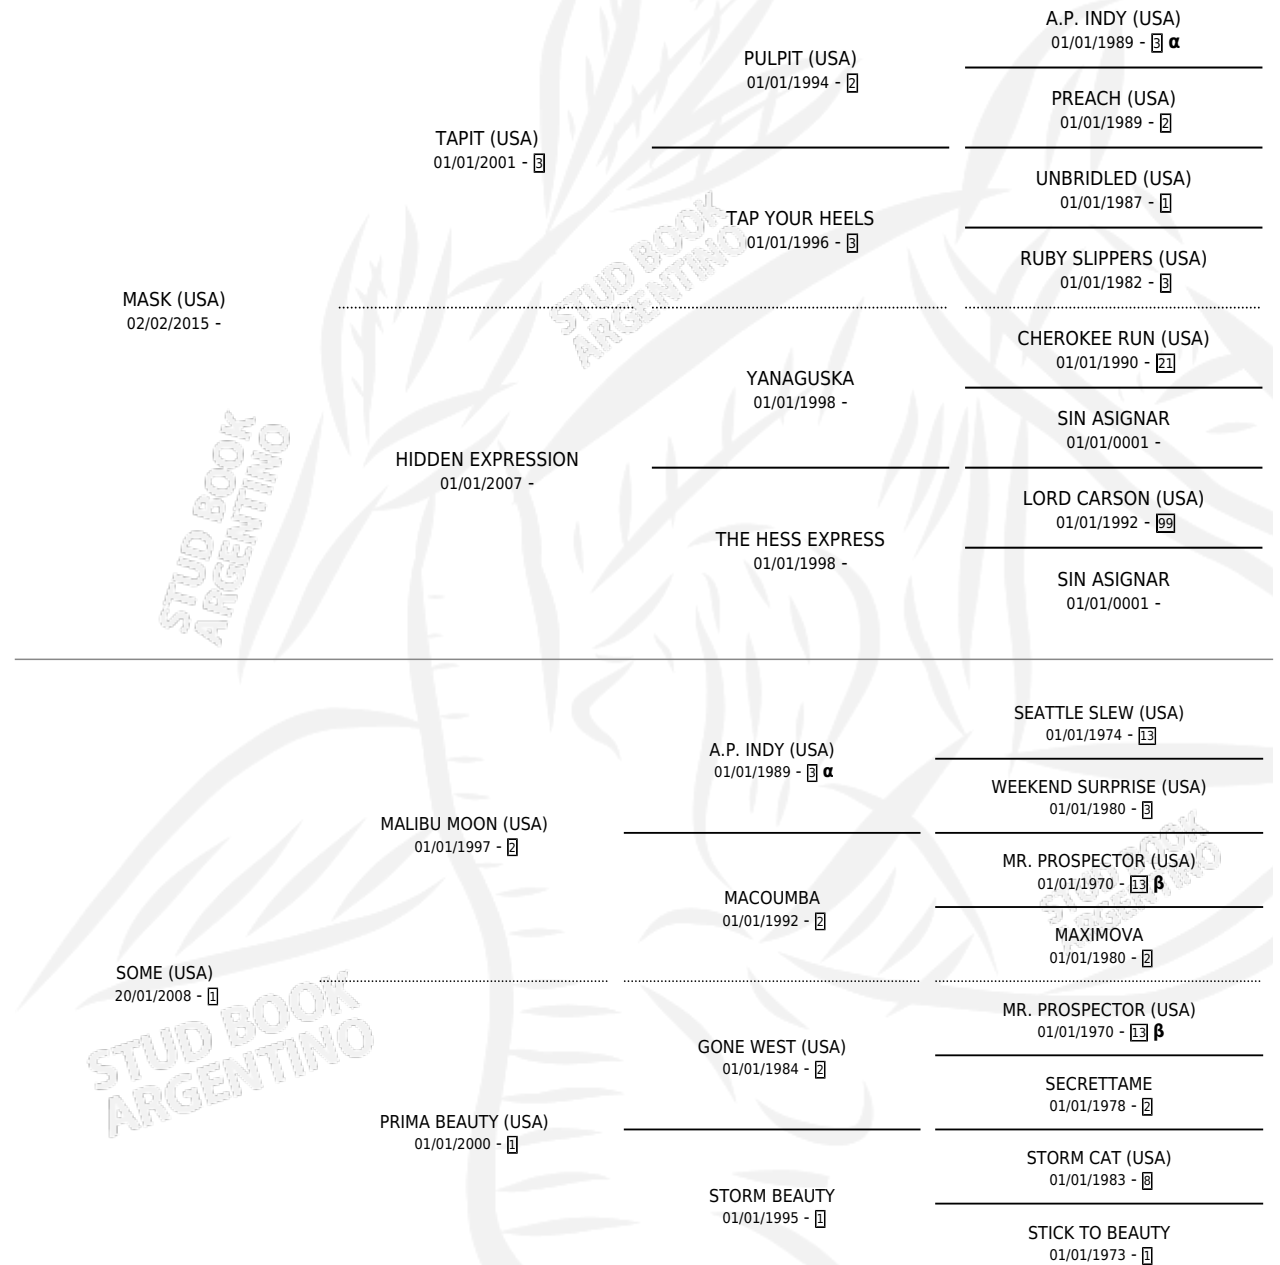 A.P. INDY (USA)
01/01/1989 - 3 α
PULPIT (USA)
01/01/1994 - 2
PREACH (USA)
01/01/1989 - 2
TAPIT (USA)
01/01/2001 - 3
UNBRIDLED (USA)
01/01/1987 - 1
TAP YOUR HEELS
01/01/1996 - 3
RUBY SLIPPERS (USA)
01/01/1982 - 3
MASK (USA)
02/02/2015 -
CHEROKEE RUN (USA)
01/01/1990 - 21
YANAGUSKA
01/01/1998 -
SIN ASIGNAR
01/01/0001 -
HIDDEN EXPRESSION
01/01/2007 -
LORD CARSON (USA)
01/01/1992 - 99
THE HESS EXPRESS
01/01/1998 -
SIN ASIGNAR
01/01/0001 -
SEATTLE SLEW (USA)
01/01/1974 - 13
A.P. INDY (USA)
01/01/1989 - 3 α
WEEKEND SURPRISE (USA)
01/01/1980 - 3
MALIBU MOON (USA)
01/01/1997 - 2
MR. PROSPECTOR (USA)
01/01/1970 - 13 β
MACOUMBA
01/01/1992 - 2
MAXIMOVA
01/01/1980 - 2
SOME (USA)
20/01/2008 - 1
MR. PROSPECTOR (USA)
01/01/1970 - 13 β
GONE WEST (USA)
01/01/1984 - 2
SECRETTAME
01/01/1978 - 2
PRIMA BEAUTY (USA)
01/01/2000 - 1
STORM CAT (USA)
01/01/1983 - 8
STORM BEAUTY
01/01/1995 - 1
STICK TO BEAUTY
01/01/1973 - 1
STUD BOOK
ARGENTINO
STUD BOOK
ARGENTINO
STUD BOOK
ARGENTINO
STUD BOOK
ARGENTINO